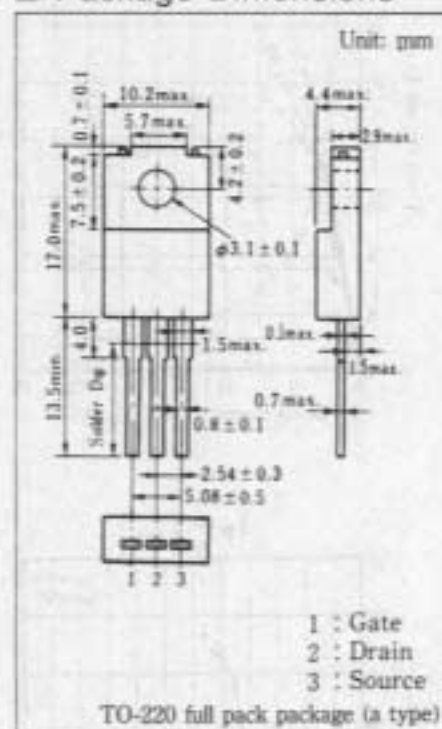 Unit: mm
10.2max.
5.7max.
4.4max.
2.9max.
0.7±0.1
7.5±0.2
17.0max.
4.2±0.2
φ3.1±0.1
4.0
13.5min.
Solder Dip
1.5max.
0.8±0.1
2.54±0.3
5.08±0.5
1.5max.
0.7max.
1 2 3
1 : Gate
2 : Drain
3 : Source
TO-220 full pack package (a type)